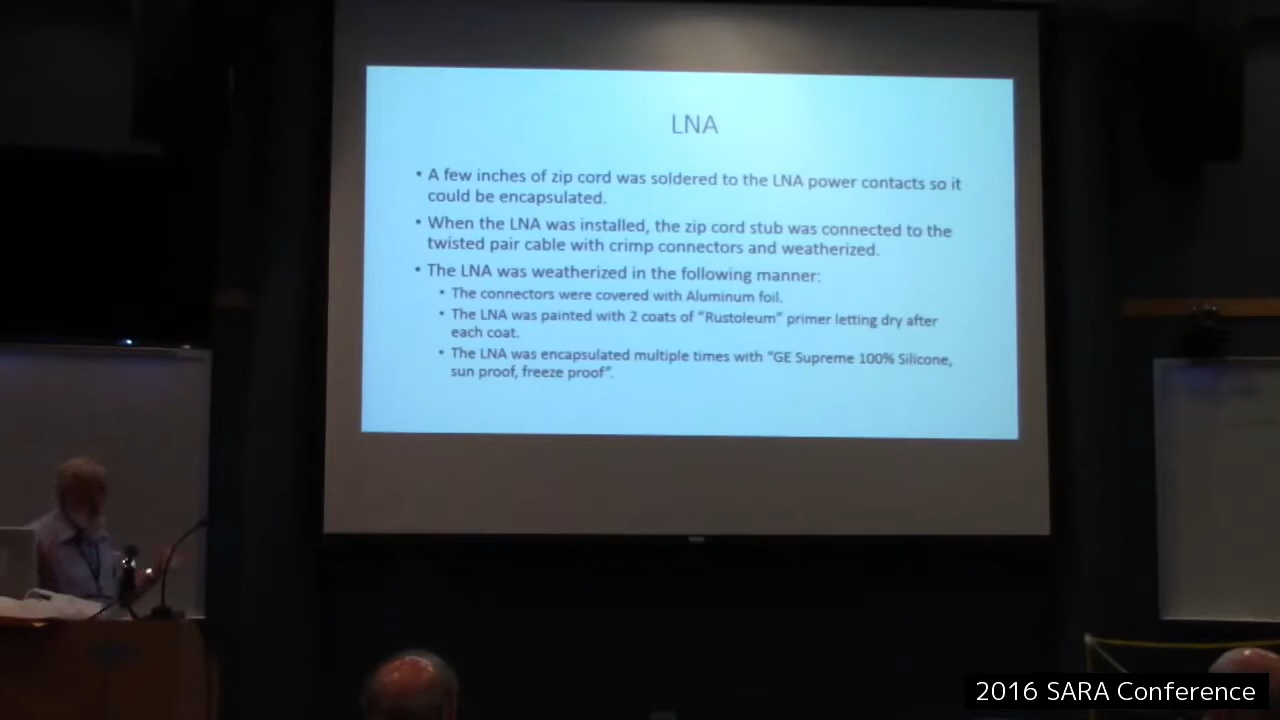 LNA
• A few inches of zip cord was soldered to the LNA power contacts so it
could be encapsulated.
• When the LNA was installed, the zip cord stub was connected to the
twisted pair cable with crimp connectors and weatherized.
• The LNA was weatherized in the following manner:
• The connectors were covered with Aluminum foil.
• The LNA was painted with 2 coats of “Rustoleum” primer letting dry after
each coat.
• The LNA was encapsulated multiple times with “GE Supreme 100% Silicone,
sun proof, freeze proof”.
2016 SARA Conference